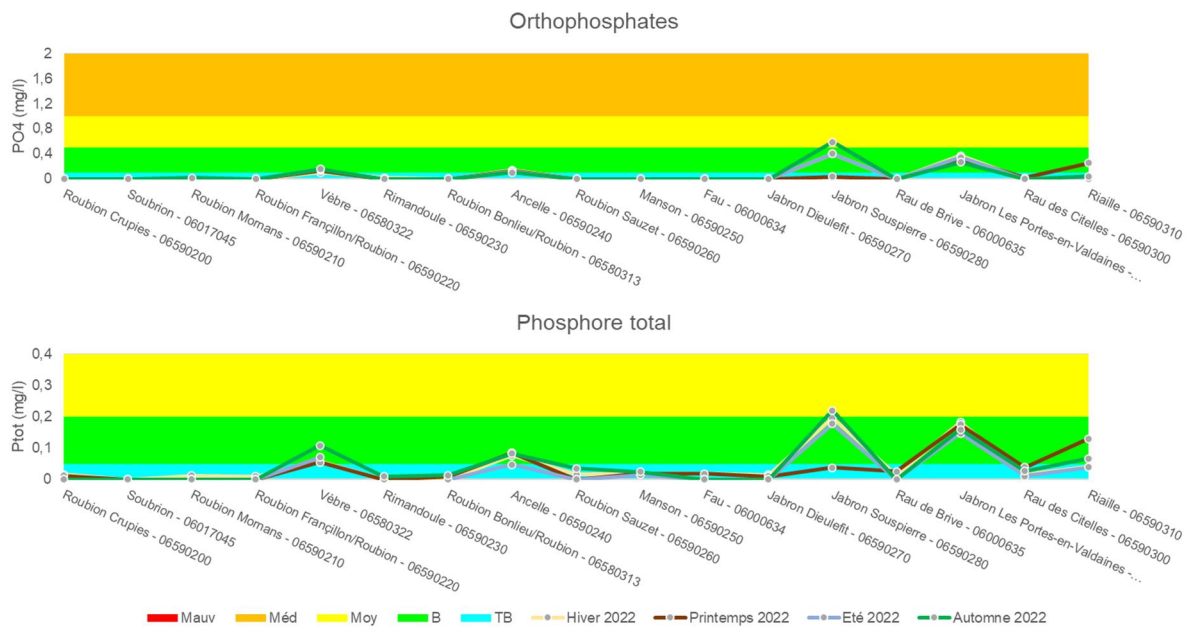 Orthophosphates
2
1,6
1,2
0,8
0,4
0
PO4 (mg/l)
Roubion Crupies - 06590200
Soubrion - 06017045
Roubion Mornans - 06590210
Roubion Françillon/Roubion - 06590220
Vèbre - 06580322
Rimandoule - 06590230
Roubion Bonlieu/Roubion - 06580313
Ancelle - 06590240
Roubion Sauzet - 06590260
Manson - 06590250
Fau - 06000634
Jabron Dieulefit - 06590270
Jabron Souspierre - 06590280
Rau de Brive - 06000635
Jabron Les Portes-en-Valdaines -...
Rau des Citelles - 06590300
Riaille - 06590310
Phosphore total
0,4
0,3
0,2
0,1
0
Ptot (mg/l)
Roubion Crupies - 06590200
Soubrion - 06017045
Roubion Mornans - 06590210
Roubion Françillon/Roubion - 06590220
Vèbre - 06580322
Rimandoule - 06590230
Roubion Bonlieu/Roubion - 06580313
Ancelle - 06590240
Roubion Sauzet - 06590260
Manson - 06590250
Fau - 06000634
Jabron Dieulefit - 06590270
Jabron Souspierre - 06590280
Rau de Brive - 06000635
Jabron Les Portes-en-Valdaines -...
Rau des Citelles - 06590300
Riaille - 06590310
Mauv Méd Moy B TB Hiver 2022 Printemps 2022 Eté 2022 Automne 2022